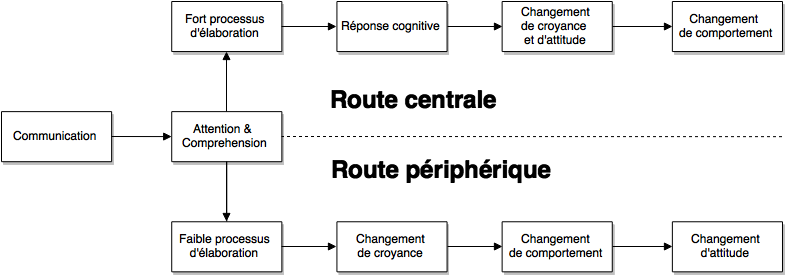 Fort processus
d'élaboration
Réponse cognitive
Changement
de croyance
et d'attitude
Changement
de comportement
Route centrale
Communication
Attention &
Comprehension
Route périphérique
Faible processus
d'élaboration
Changement
de croyance
Changement
de comportement
Changement
d'attitude